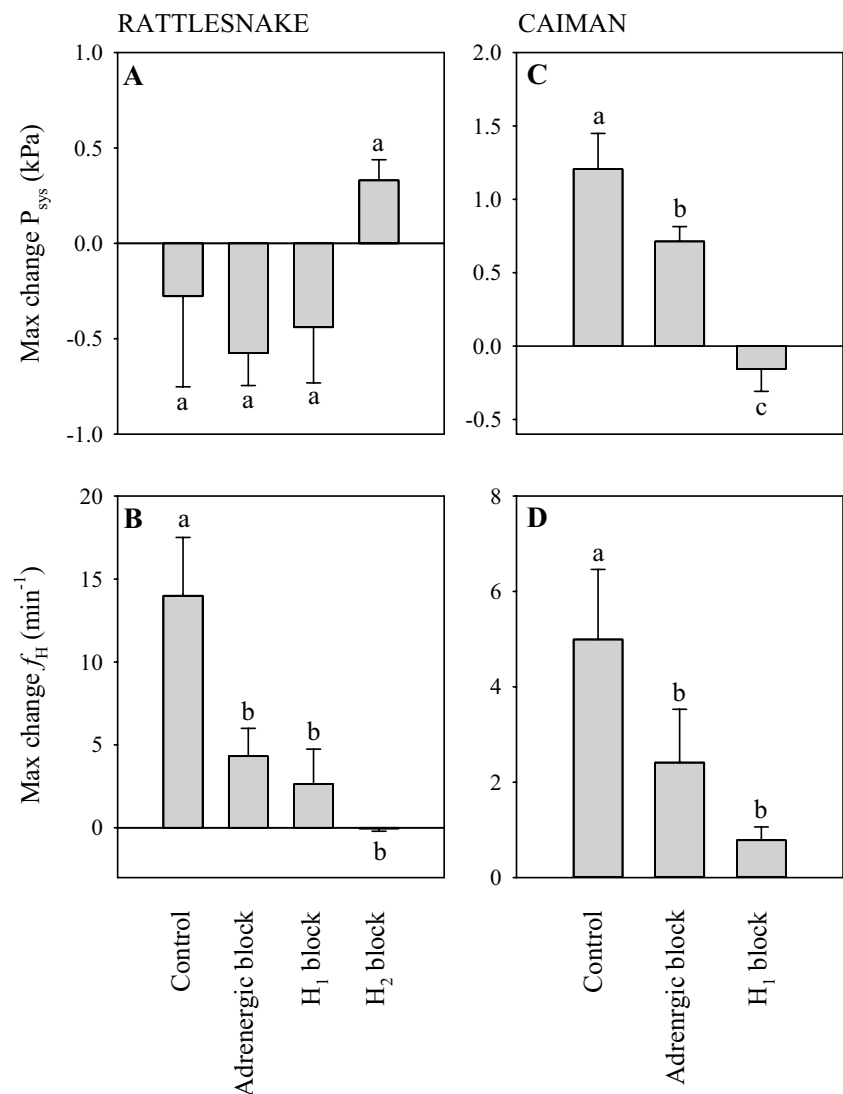 RATTLESNAKE
CAIMAN
A
Max change P_sys (kPa)
1.0
0.5
0.0
-0.5
-1.0
a
a
a
a
C
2.0
1.5
1.0
0.5
0.0
-0.5
a
b
c
B
Max change f_H (min⁻¹)
20
15
10
5
0
a
b
b
b
D
8
6
4
2
0
a
b
b
Control
Adrenergic block
H₁ block
H₂ block
Control
Adrenrgic block
H₁ block